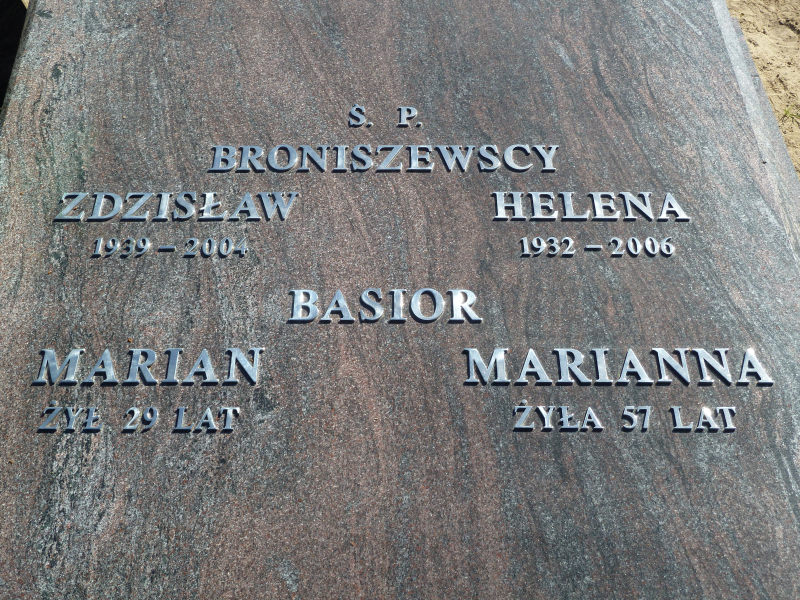 Ś. P.
BRONISZEWSCY
ZDZISŁAW HELENA
1939 – 2004 1932 – 2006
BASIOR
MARIAN MARIANNA
ŻYŁ 29 LAT ŻYŁA 57 LAT